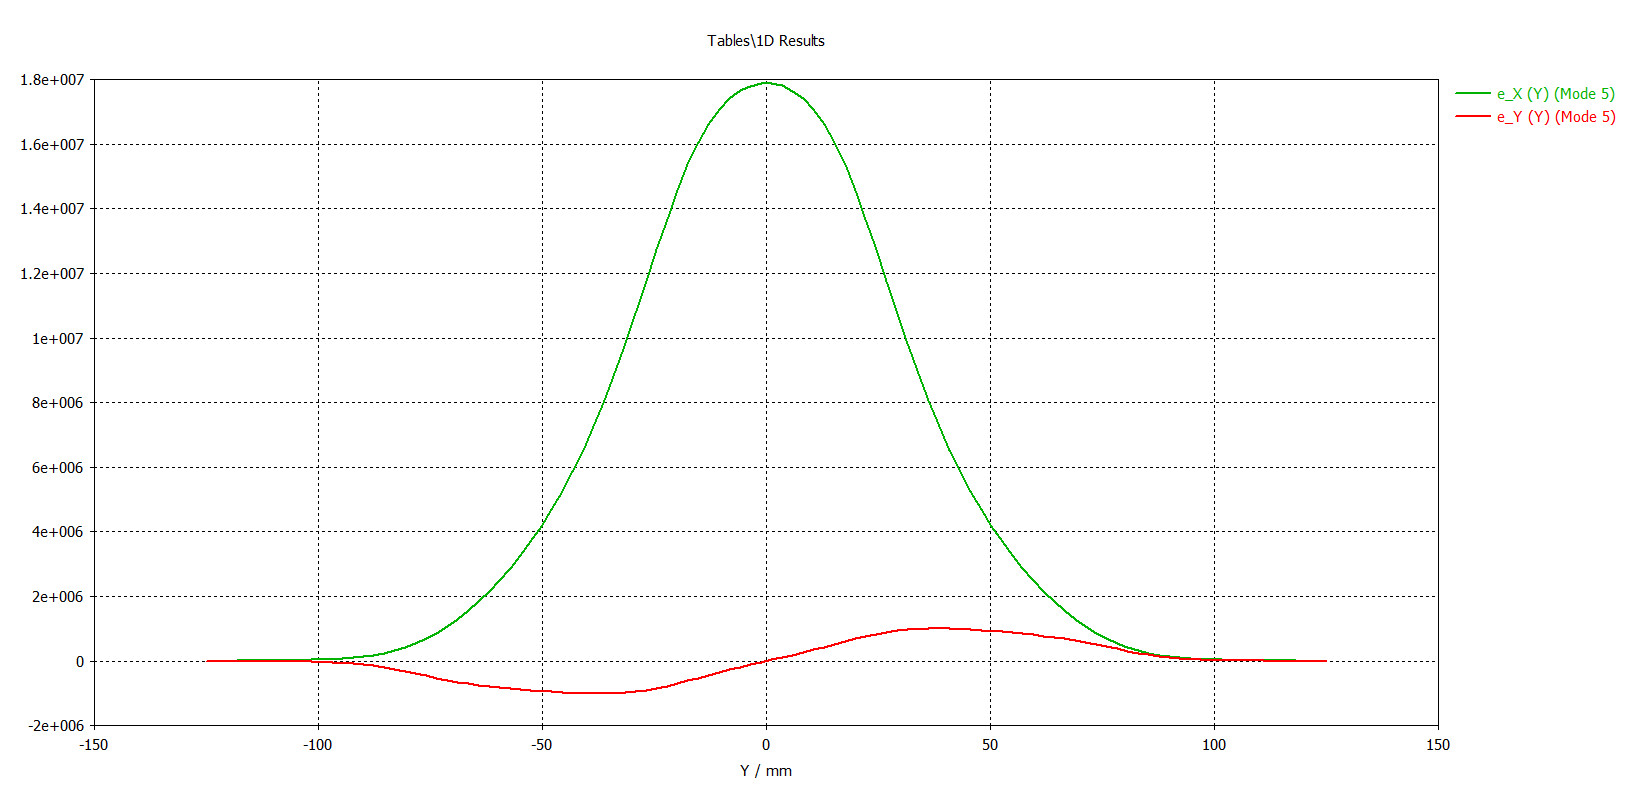 Tables\1D Results
1.8e+007
1.6e+007
1.4e+007
1.2e+007
1e+007
8e+006
6e+006
4e+006
2e+006
0
-2e+006
-150
-100
-50
0
50
100
150
Y / mm
e_X (Y) (Mode 5)
e_Y (Y) (Mode 5)